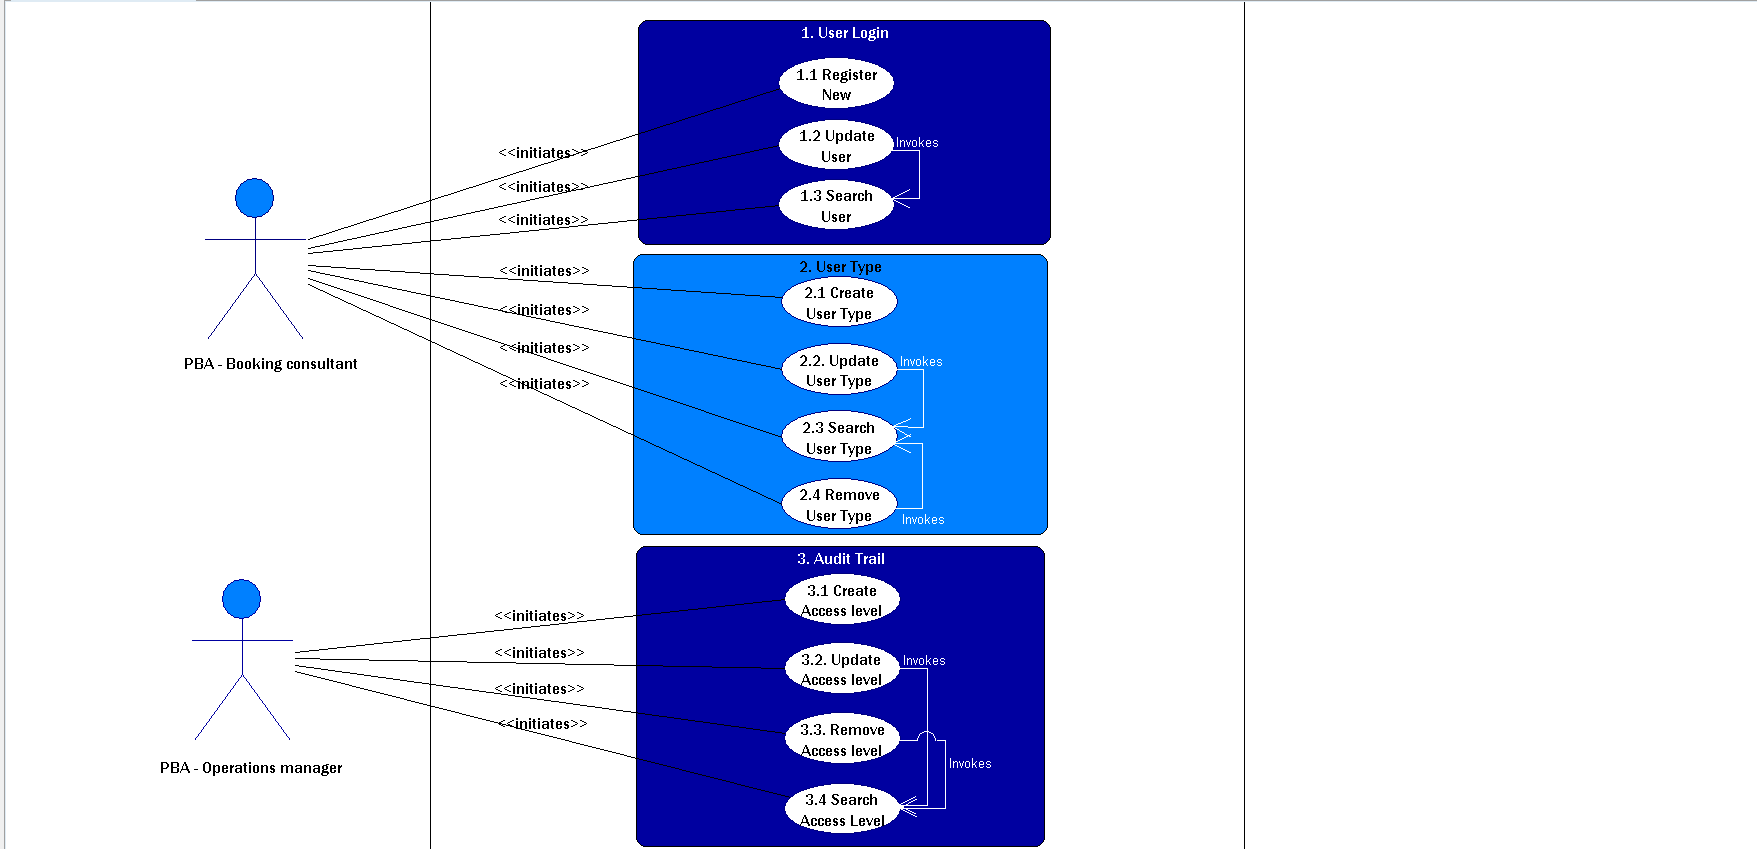 1. User Login
1.1 Register
New
<<initiates>>
1.2 Update
User
Invokes
<<initiates>>
1.3 Search
User
<<initiates>>
PBA - Booking consultant
2. User Type
<<initiates>>
2.1 Create
User Type
<<initiates>>
2.2. Update
User Type
Invokes
<<initiates>>
2.3 Search
User Type
<<initiates>>
2.4 Remove
User Type
Invokes
3. Audit Trail
3.1 Create
Access level
<<initiates>>
3.2. Update
Access level
Invokes
<<initiates>>
3.3. Remove
Access level
<<initiates>>
Invokes
3.4 Search
Access Level
<<initiates>>
PBA - Operations manager